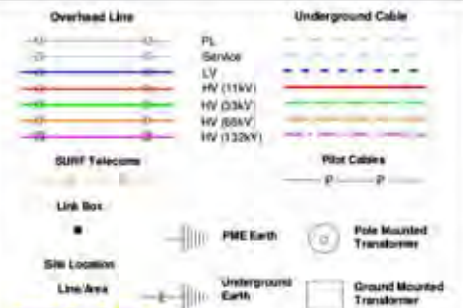 Overhead Line Underground Cable
PL
Service
LV
HV (11kV)
HV (33kV)
HV (66kV)
HV (132kV)
SURF Telecoms Pilot Cables
P P
Link Box
PME Earth Pole Mounted
Transformer
Site Location
Line/Area Underground
Earth Ground Mounted
Transformer
E